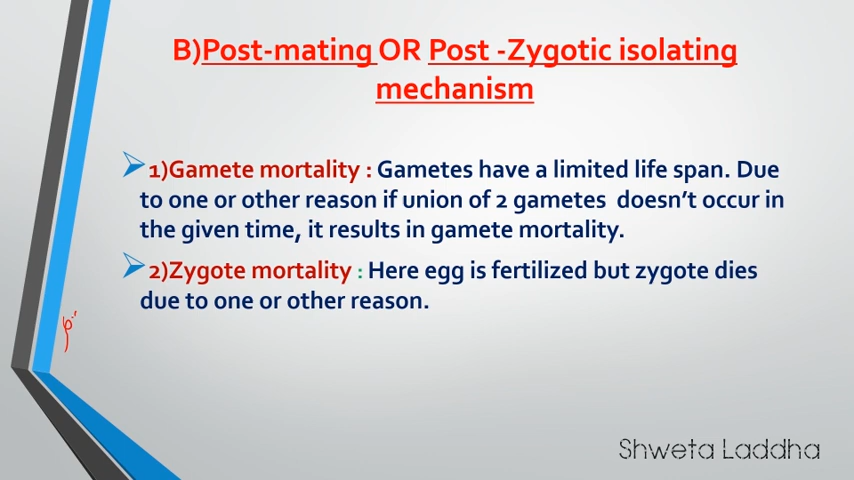 B)Post-mating OR Post -Zygotic isolating
mechanism
1)Gamete mortality : Gametes have a limited life span. Due
to one or other reason if union of 2 gametes doesn't occur in
the given time, it results in gamete mortality.
2)Zygote mortality : Here egg is fertilized but zygote dies
due to one or other reason.
Shweta Laddha